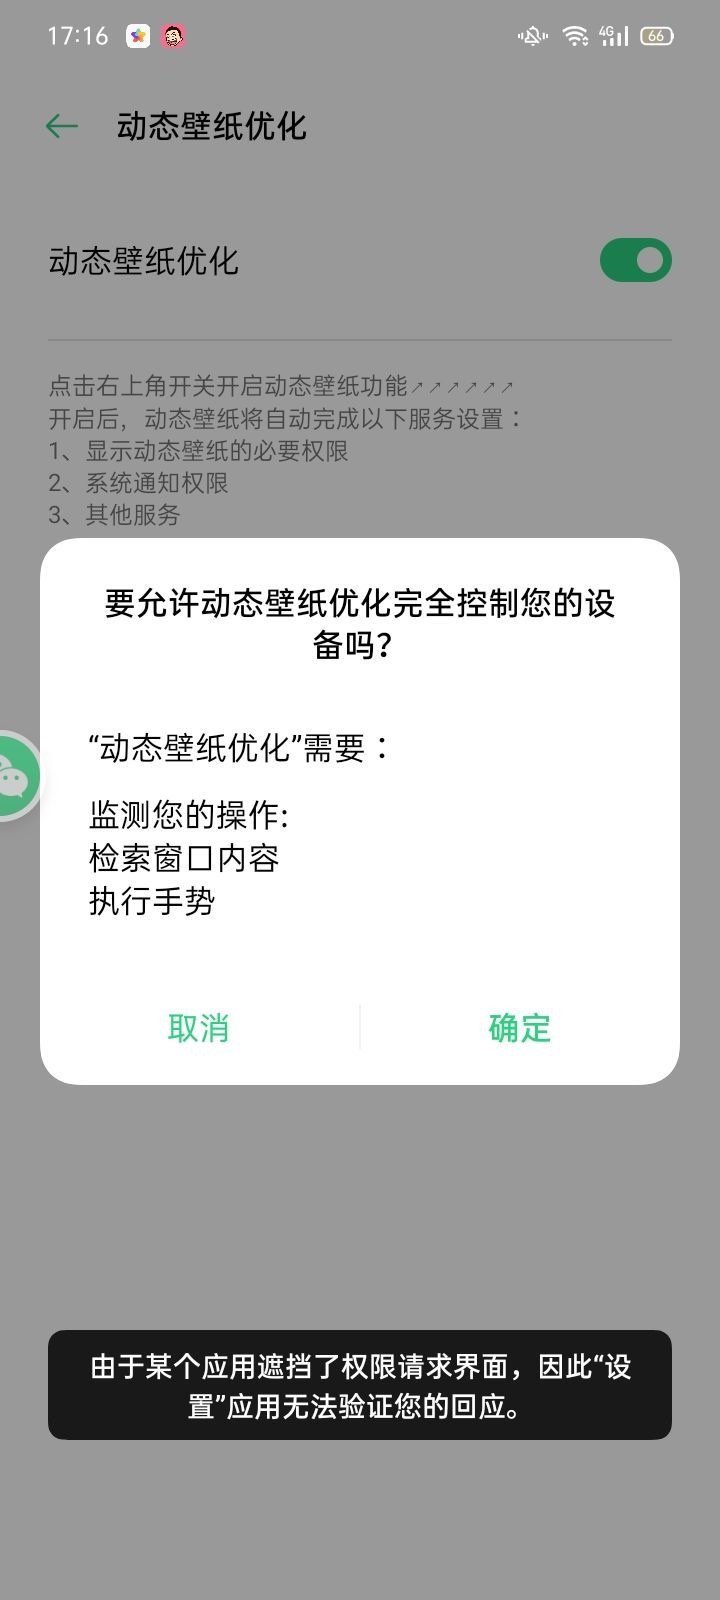 17:16
4G
66
动态壁纸优化
动态壁纸优化
点击右上角开关开启动态壁纸功能↗↗↗↗↗↗
开启后，动态壁纸将自动完成以下服务设置：
1、显示动态壁纸的必要权限
2、系统通知权限
3、其他服务
要允许动态壁纸优化完全控制您的设
备吗？
“动态壁纸优化”需要：
监测您的操作:
检索窗口内容
执行手势
取消
确定
由于某个应用遮挡了权限请求界面，因此“设
置”应用无法验证您的回应。